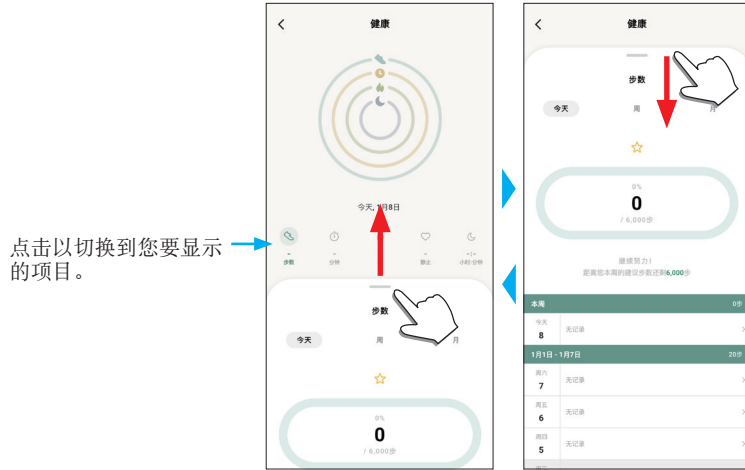 点击以切换到您要显示
的项目。
健康
今天, 1月8日
-
步数
-
分钟
-
静止
-:-
小时:分钟
步数
今天
周
月
0%
0
/ 6,000步
健康
步数
今天
周
月
0%
0
/ 6,000步
继续努力!
距离您本周的建议步数还剩6,000步
本周
0步
今天
8
无记录
1月1日 - 1月7日
20步
周六
7
无记录
周五
6
无记录
周四
5
无记录